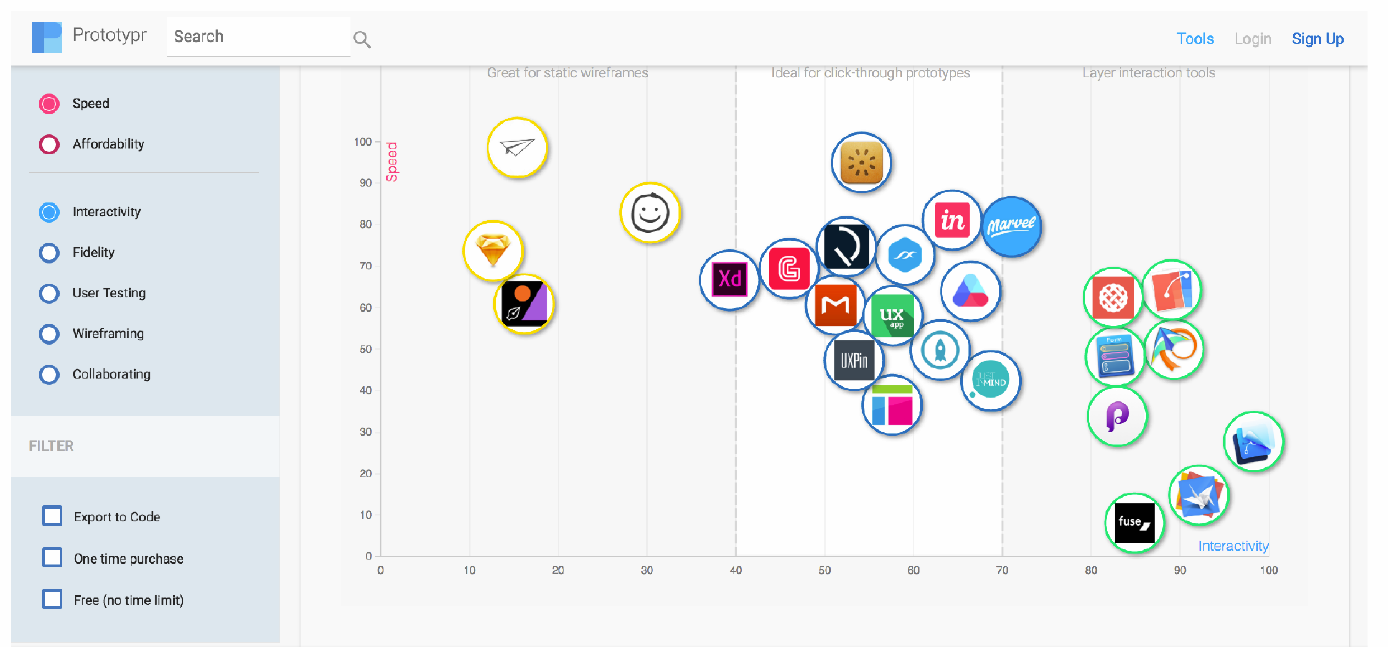 Prototypr
Search
Tools
Login
Sign Up
Speed
Affordability
Interactivity
Fidelity
User Testing
Wireframing
Collaborating
FILTER
Export to Code
One time purchase
Free (no time limit)
Great for static wireframes
Ideal for click-through prototypes
Layer interaction tools
Speed
100
90
80
70
60
50
40
30
20
10
0
in
marvel
Xd
ux
app
UXPin
JUST
INMIND
fuse
Interactivity
0
10
20
30
40
50
60
70
80
90
100